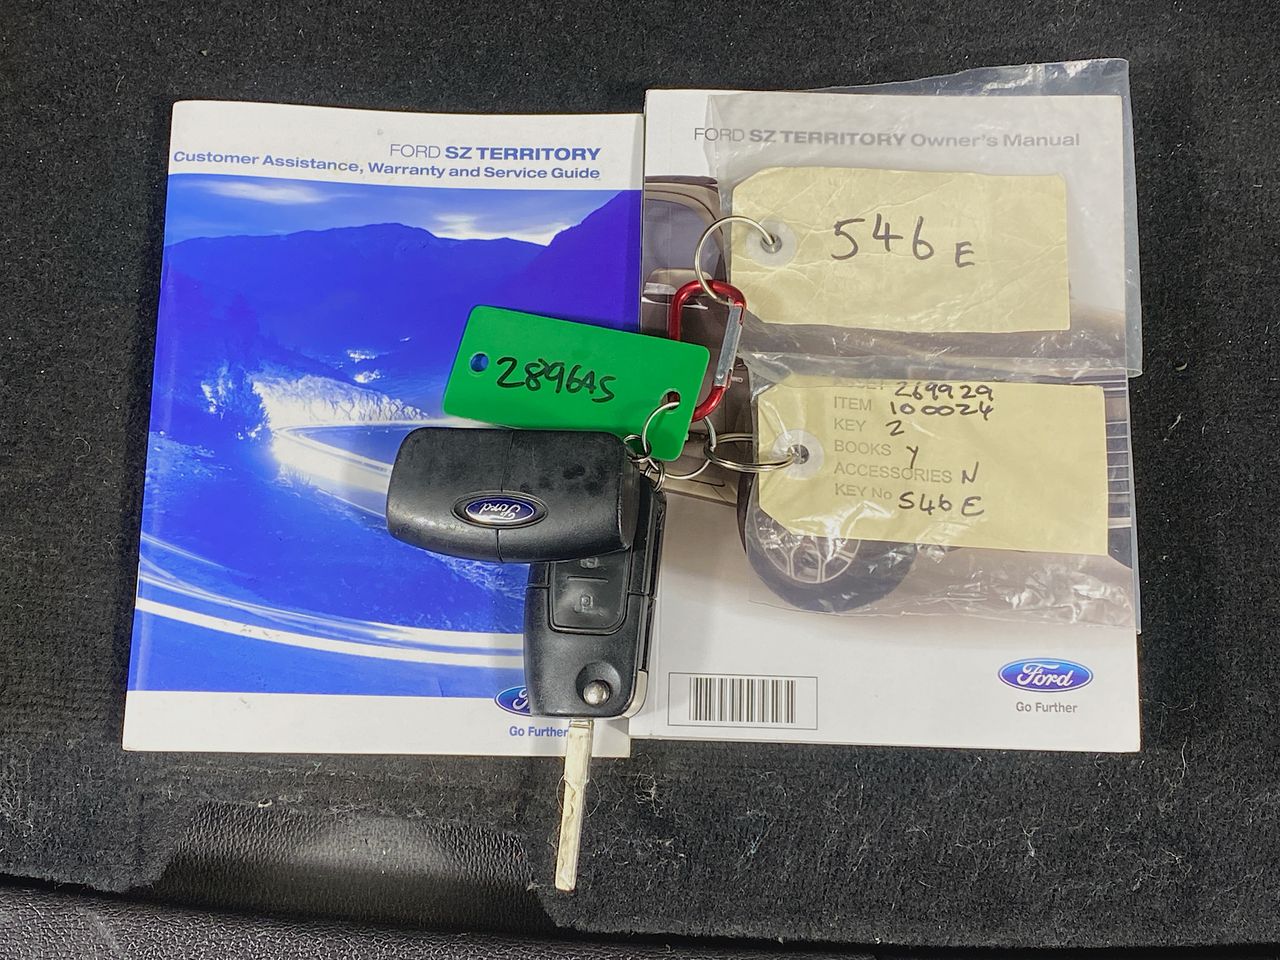 FORD SZ TERRITORY
Customer Assistance, Warranty and Service Guide
Go Further
FORD SZ TERRITORY Owner's Manual
546 E
289645
269929
ITEM 100024
KEY 2
BOOKS Y
ACCESSORIES N
KEY No 546 E
Ford
Ford
Go Further